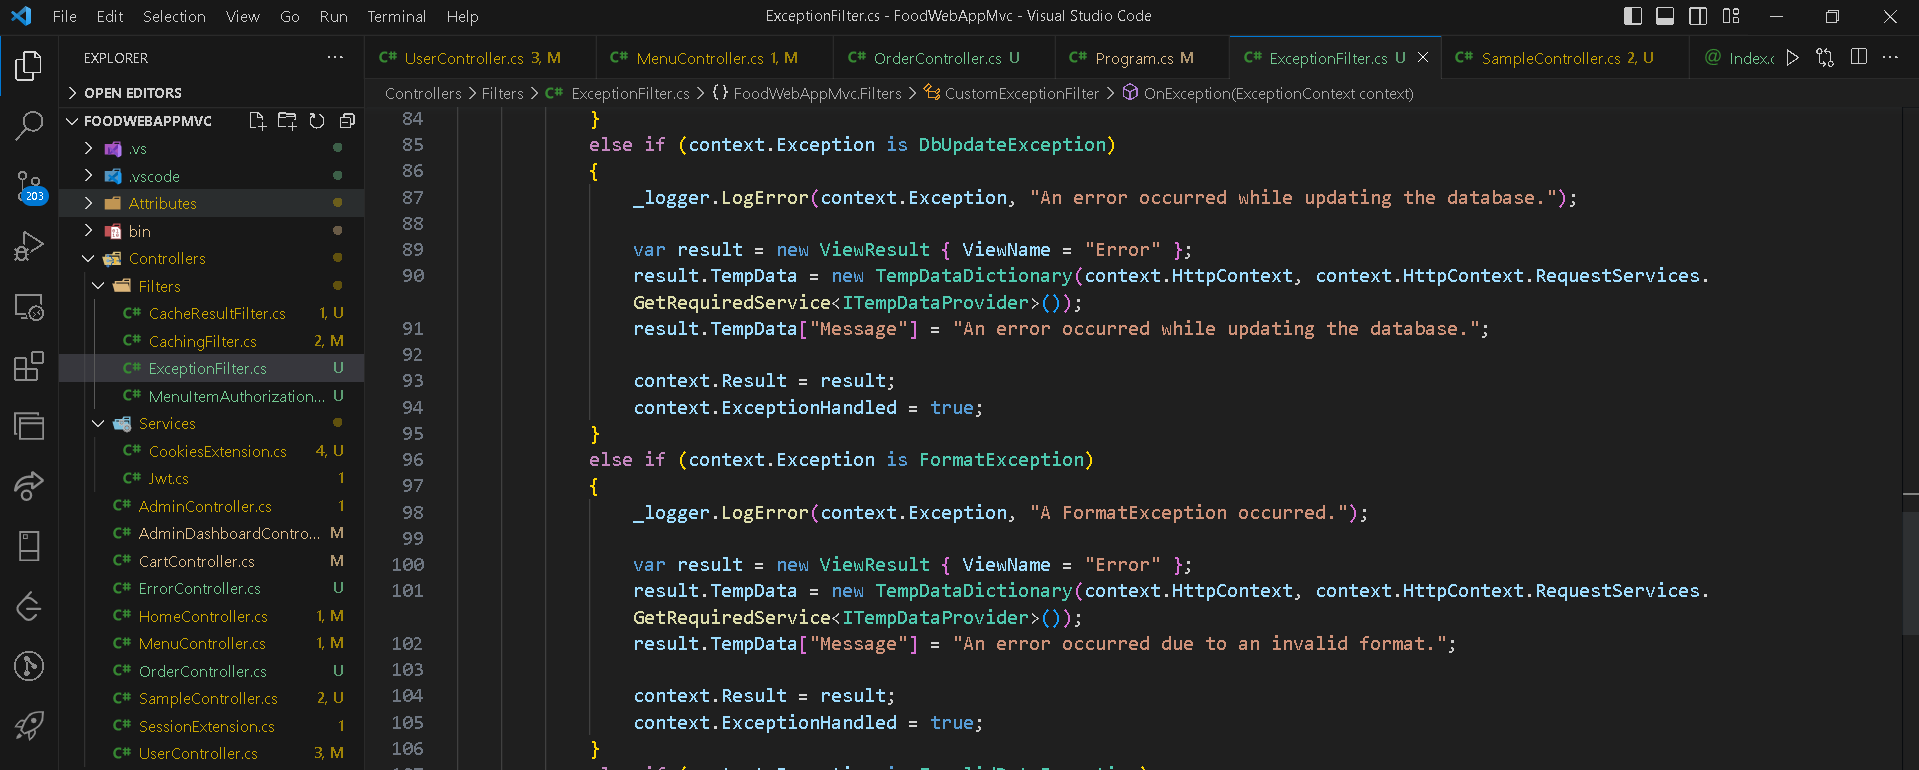 File Edit Selection View Go Run Terminal Help
ExceptionFilter.cs - FoodWebAppMvc - Visual Studio Code
EXPLORER
OPEN EDITORS
FOODWEBAPPMVC
.vs
.vscode
Attributes
bin
Controllers
Filters
C# CacheResultFilter.cs 1, U
C# CachingFilter.cs 2, M
C# ExceptionFilter.cs U
C# MenuItemAuthorization... U
Services
C# CookiesExtension.cs 4, U
C# Jwt.cs 1
C# AdminController.cs 1
C# AdminDashboardContro... M
C# CartController.cs M
C# ErrorController.cs U
C# HomeController.cs 1, M
C# MenuController.cs 1, M
C# OrderController.cs U
C# SampleController.cs 2, U
C# SessionExtension.cs 1
C# UserController.cs 3, M
203
C# UserController.cs 3, M C# MenuController.cs 1, M C# OrderController.cs U C# Program.cs M C# ExceptionFilter.cs U C# SampleController.cs 2, U @ Index.c
Controllers > Filters > C# ExceptionFilter.cs > {} FoodWebAppMvc.Filters > CustomExceptionFilter > OnException(ExceptionContext context)
84 }
85 else if (context.Exception is DbUpdateException)
86 {
87 _logger.LogError(context.Exception, "An error occurred while updating the database.");
88
89 var result = new ViewResult { ViewName = "Error" };
90 result.TempData = new TempDataDictionary(context.HttpContext, context.HttpContext.RequestServices.
GetRequiredService<ITempDataProvider>());
91 result.TempData["Message"] = "An error occurred while updating the database.";
92
93 context.Result = result;
94 context.ExceptionHandled = true;
95 }
96 else if (context.Exception is FormatException)
97 {
98 _logger.LogError(context.Exception, "A FormatException occurred.");
99
100 var result = new ViewResult { ViewName = "Error" };
101 result.TempData = new TempDataDictionary(context.HttpContext, context.HttpContext.RequestServices.
GetRequiredService<ITempDataProvider>());
102 result.TempData["Message"] = "An error occurred due to an invalid format.";
103
104 context.Result = result;
105 context.ExceptionHandled = true;
106 }